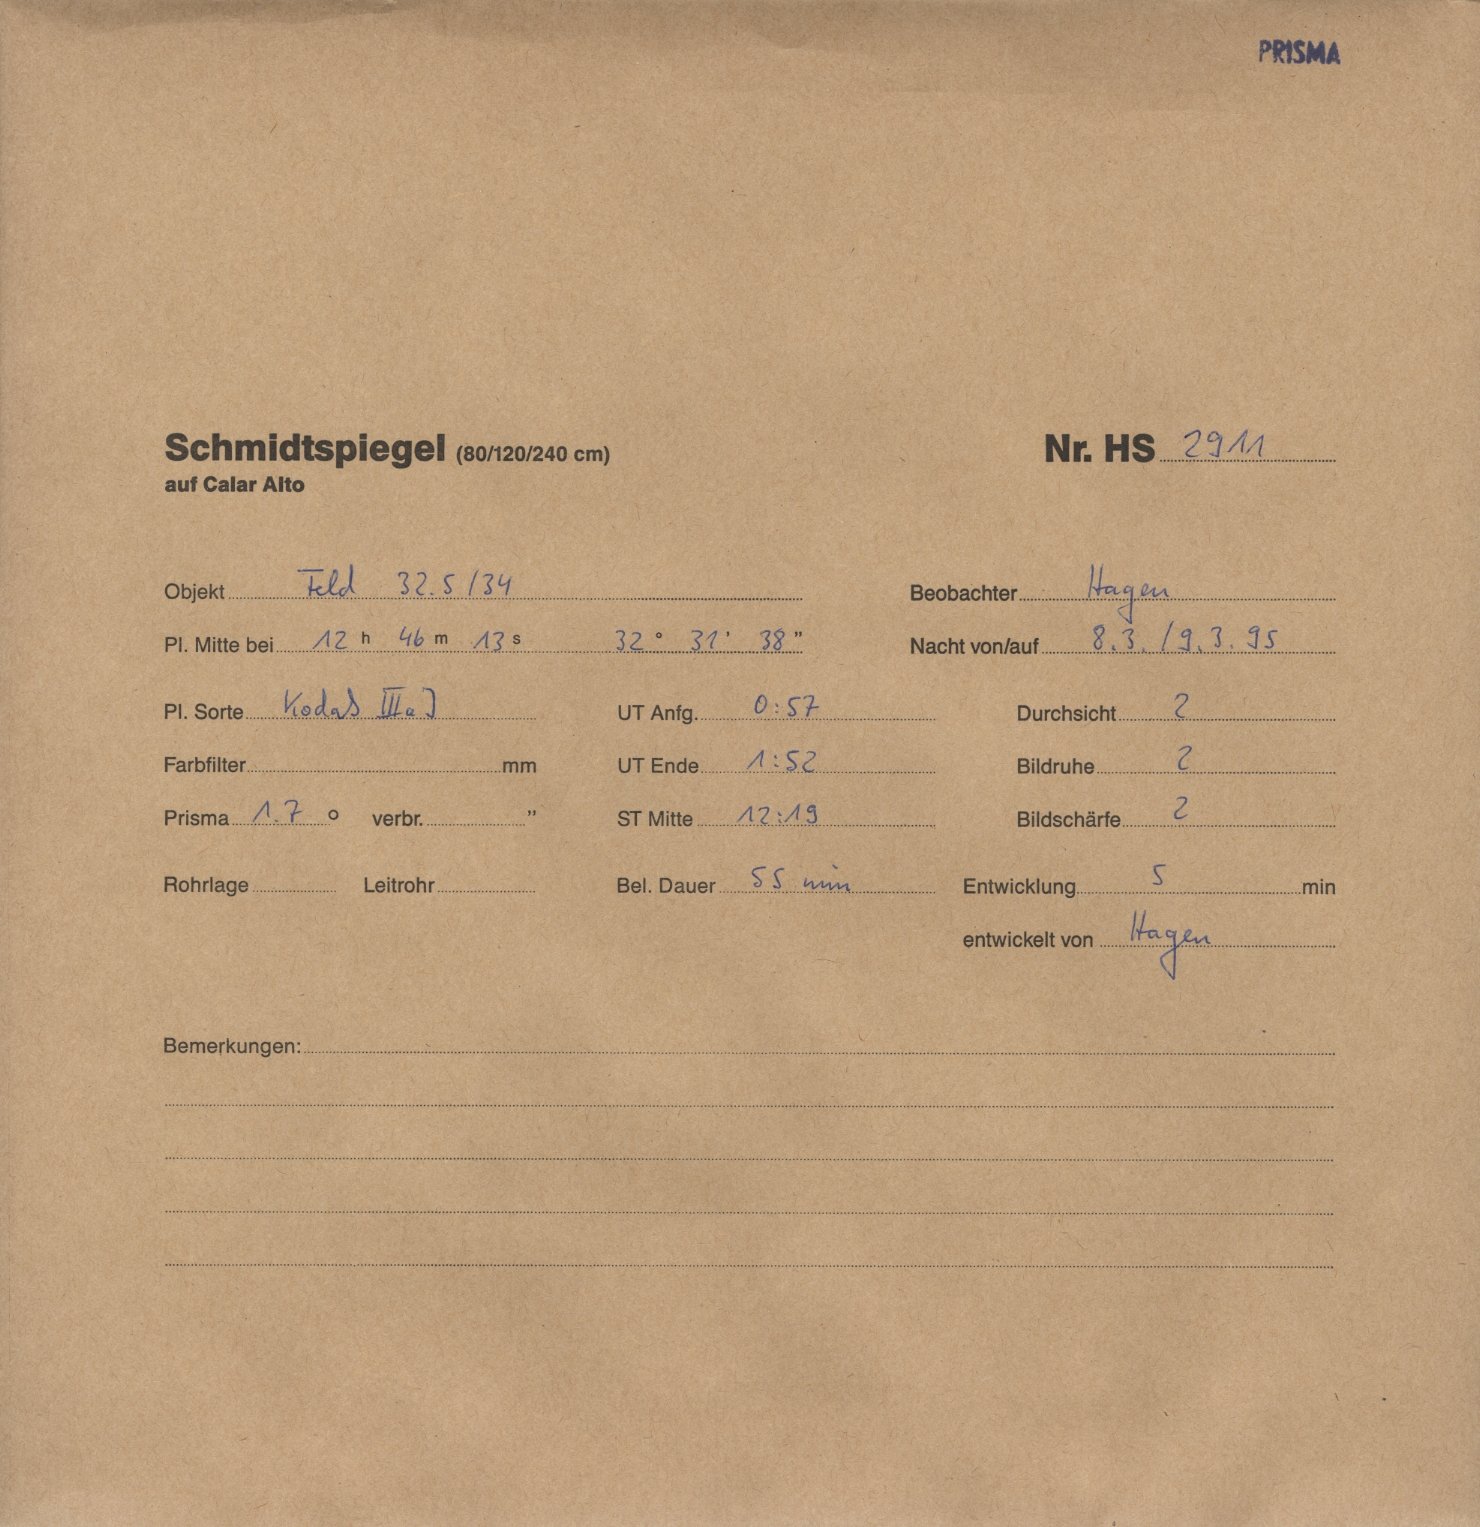 PRISMA
Schmidtspiegel (80/120/240 cm) Nr. HS 2911
auf Calar Alto
Objekt Feld 32.5/34 Beobachter Hagen
Pl. Mitte bei 12 h 46 m 13 s 32 ° 31 ' 38 " Nacht von/auf 8.3./9.3.95
Pl. Sorte Kodak IIIaJ UT Anfg. 0:57 Durchsicht 2
Farbfilter mm UT Ende 1:52 Bildruhe 2
Prisma 1.7 ° verbr. " ST Mitte 12:19 Bildschärfe 2
Rohrlage Leitrohr Bel. Dauer 55 min Entwicklung 5 min
entwickelt von Hagen
Bemerkungen: